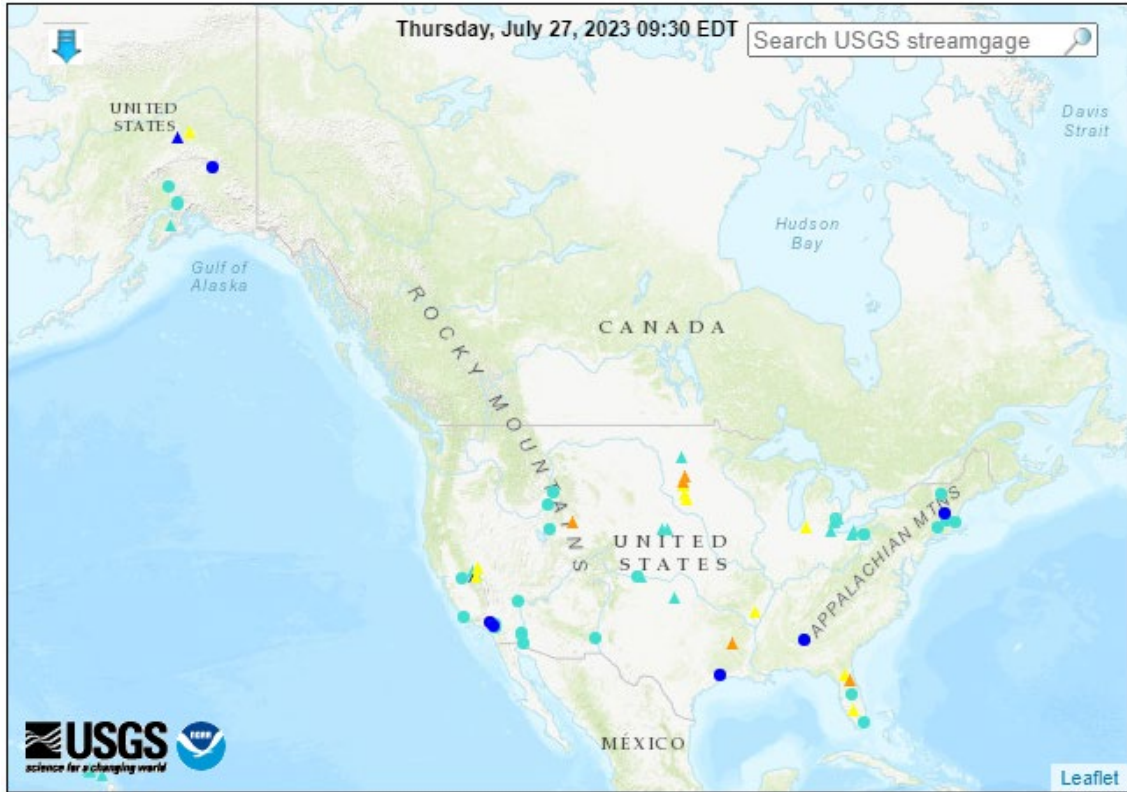 Thursday, July 27, 2023 09:30 EDT
Search USGS streamgage
UNITED
STATES
Davis
Strait
Hudson
Bay
Gulf of
Alaska
ROCKY MOUNTAINS
CANADA
UNITED
STATES
APPALACHIAN MTNS
MÉXICO
USGS
science for a changing world
NOAA
Leaflet